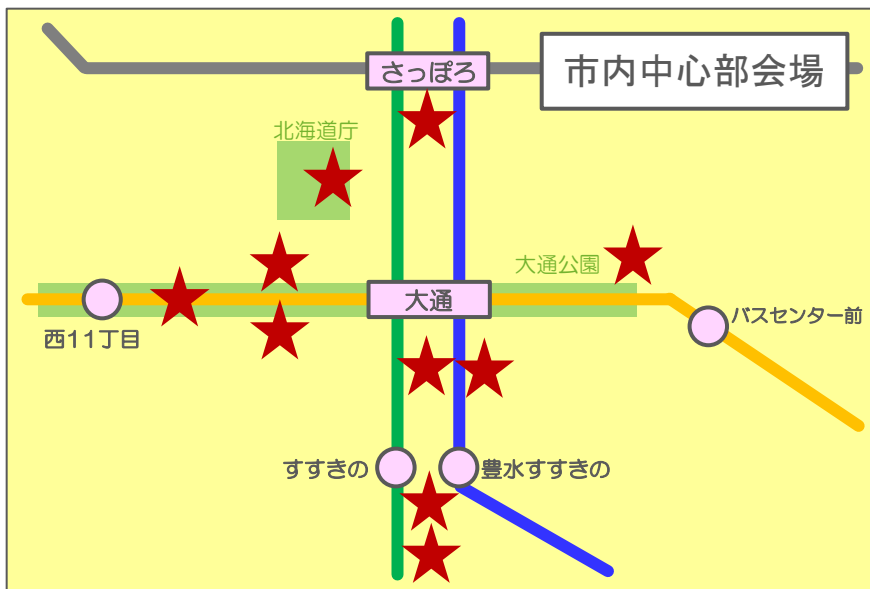 さっぽろ
市内中心部会場
北海道庁
大通公園
大通
バスセンター前
西11丁目
すすきの
豊水すすきの